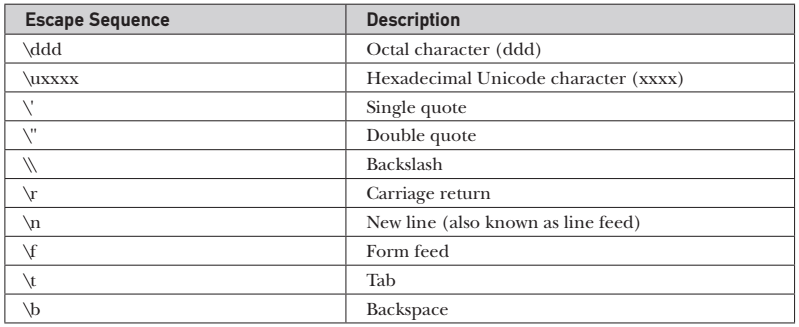 Escape Sequence Description
\ddd Octal character (ddd)
\uxxxx Hexadecimal Unicode character (xxxx)
\' Single quote
\" Double quote
\\ Backslash
\r Carriage return
\n New line (also known as line feed)
\f Form feed
\t Tab
\b Backspace